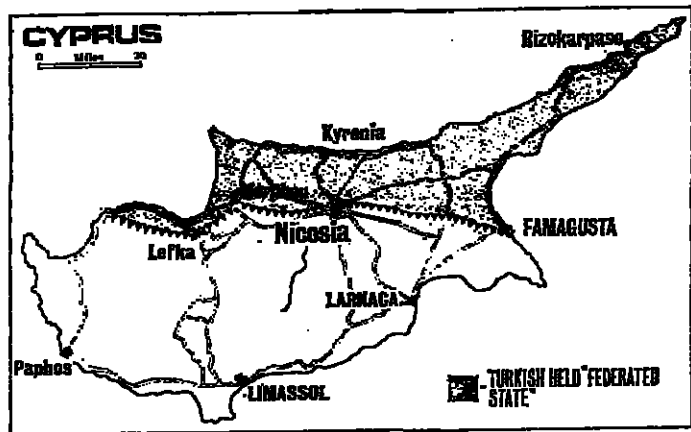 CYPRUS
0 Miles 20
Rizokarpaso
Kyrenia
Nicosia
FAMAGUSTA
Lefka
LARNACA
Paphos
LIMASSOL
- TURKISH HELD "FEDERATED
STATE"